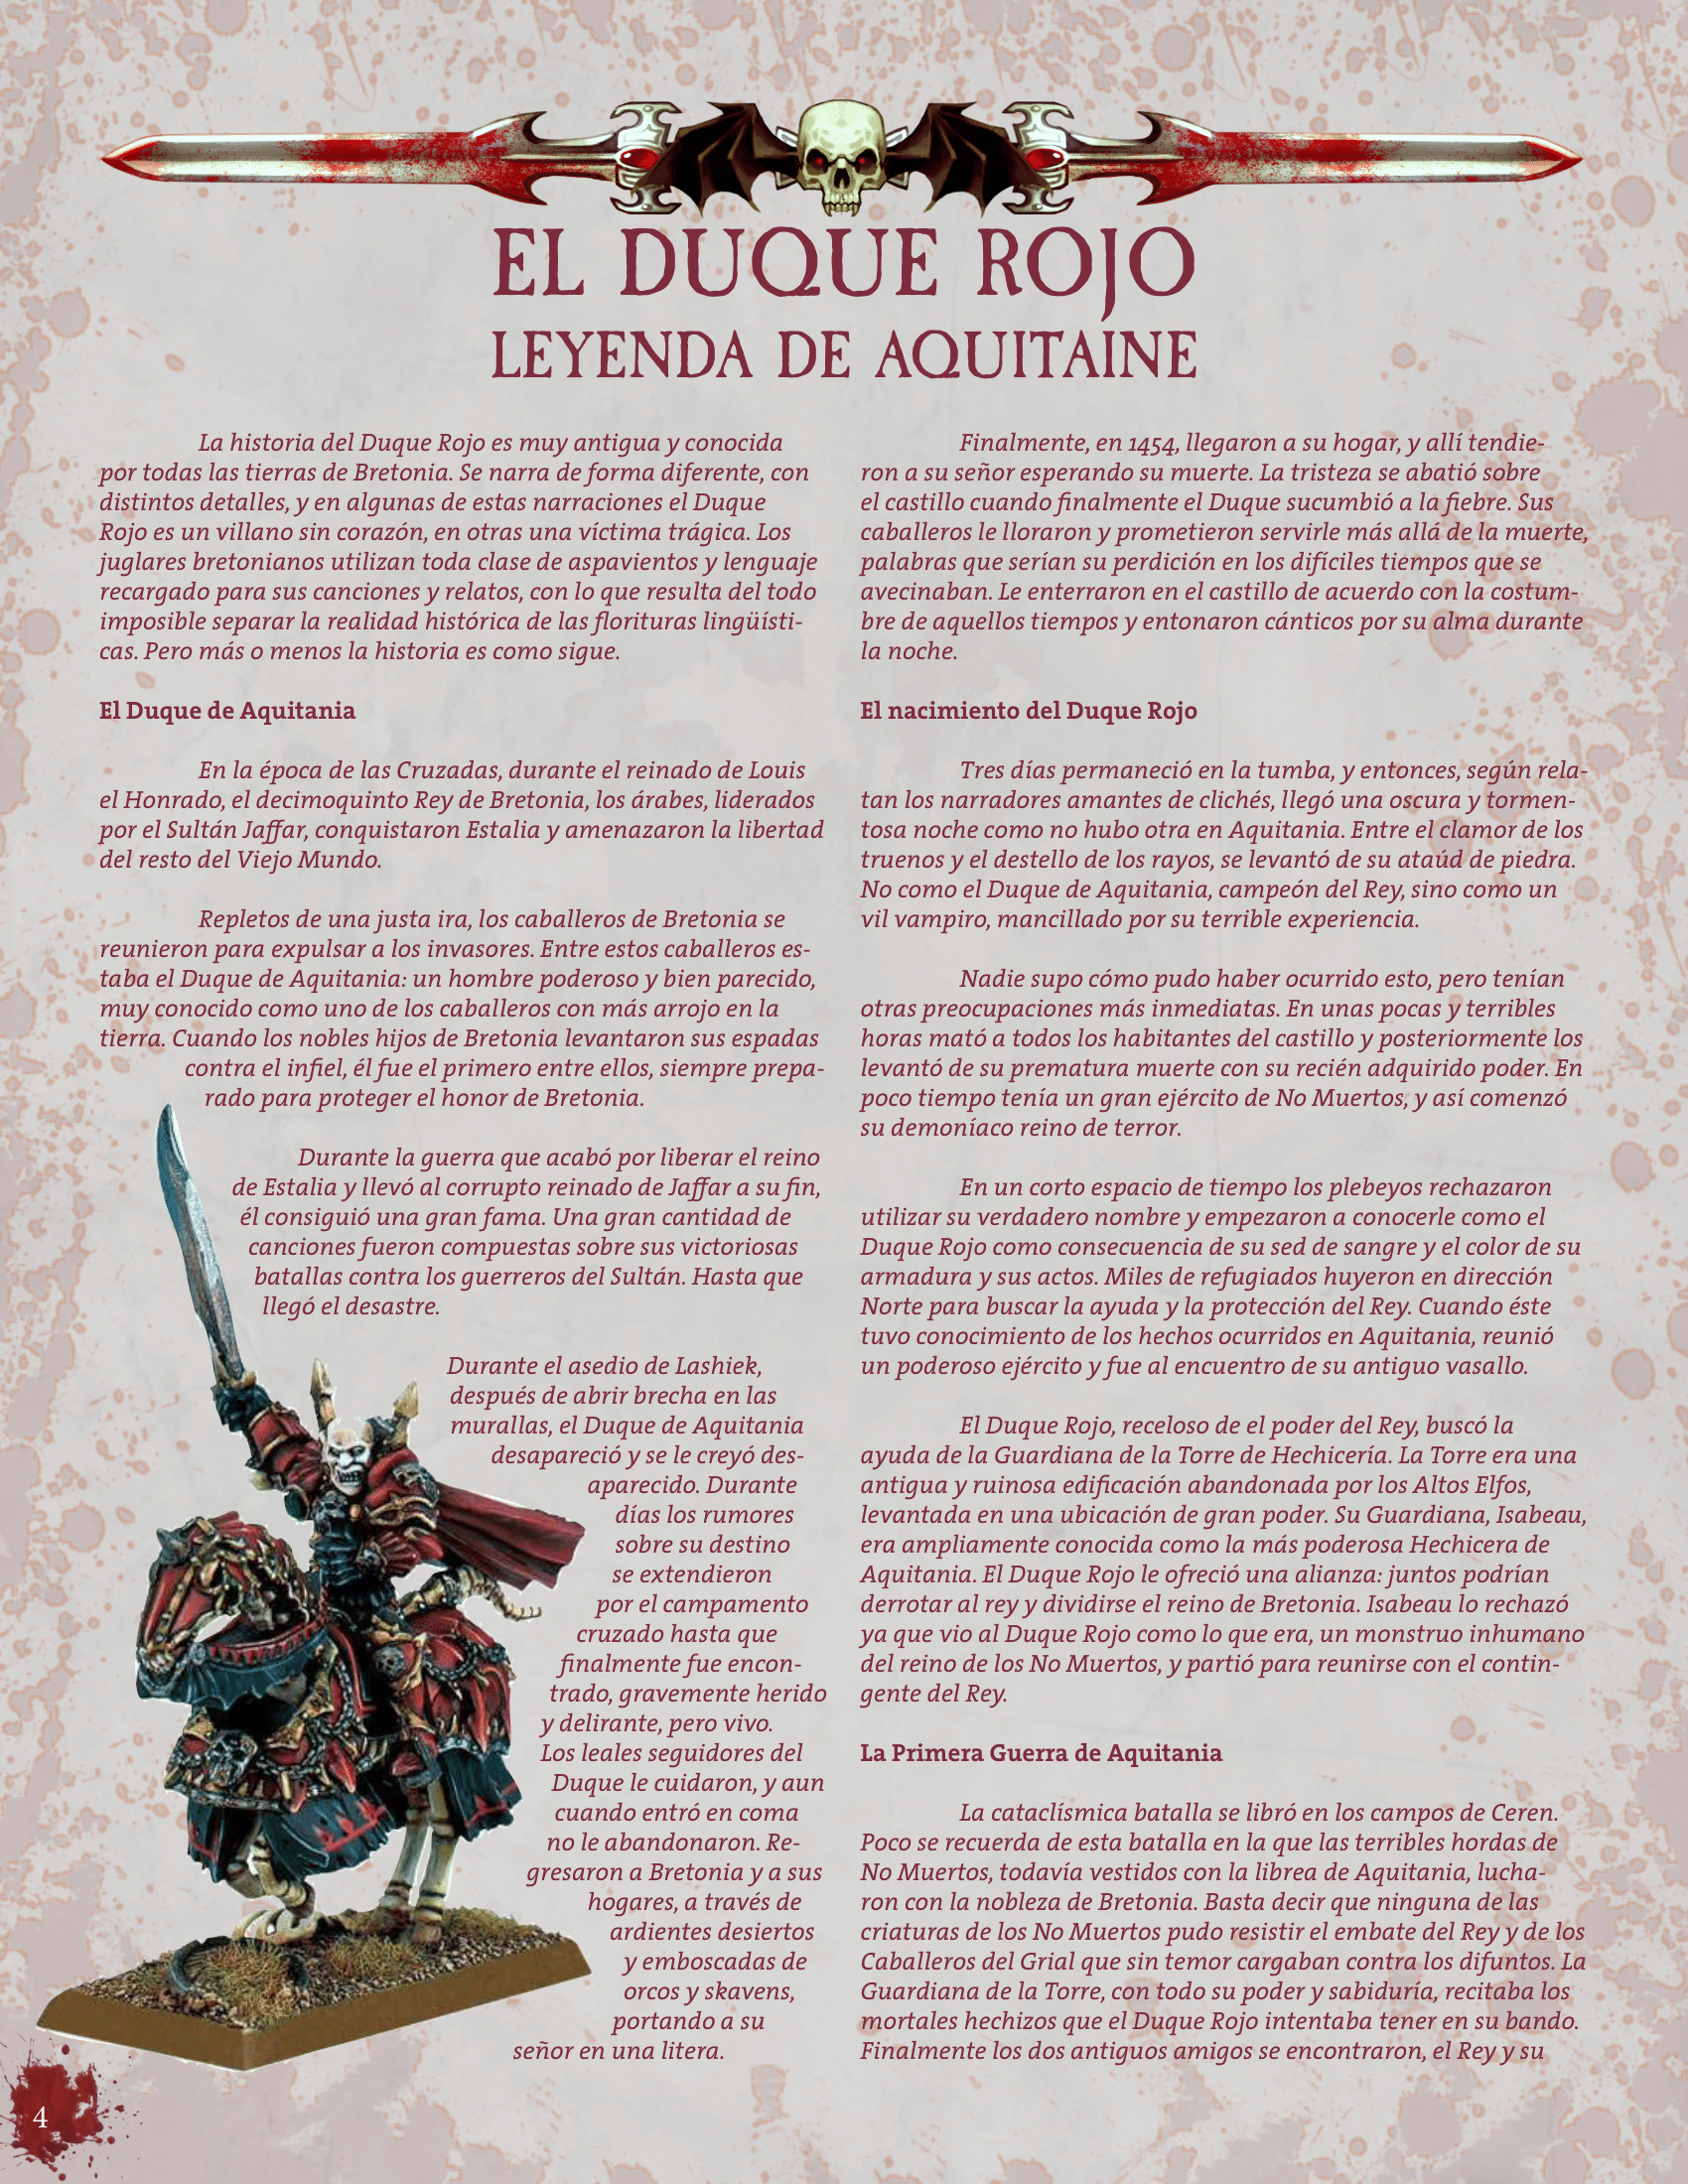 EL DUQUE ROJO
LEYENDA DE AQUITAINE
La historia del Duque Rojo es muy antigua y conocida
por todas las tierras de Bretonia. Se narra de forma diferente, con
distintos detalles, y en algunas de estas narraciones el Duque
Rojo es un villano sin corazón, en otras una víctima trágica. Los
juglares bretonianos utilizan toda clase de aspavientos y lenguaje
recargado para sus canciones y relatos, con lo que resulta del todo
imposible separar la realidad histórica de las florituras lingüísti-
cas. Pero más o menos la historia es como sigue.
El Duque de Aquitania
En la época de las Cruzadas, durante el reinado de Louis
el Honrado, el decimoquinto Rey de Bretonia, los árabes, liderados
por el Sultán Jaffar, conquistaron Estalia y amenazaron la libertad
del resto del Viejo Mundo.
Repletos de una justa ira, los caballeros de Bretonia se
reunieron para expulsar a los invasores. Entre estos caballeros es-
taba el Duque de Aquitania: un hombre poderoso y bien parecido,
muy conocido como uno de los caballeros con más arrojo en la
tierra. Cuando los nobles hijos de Bretonia levantaron sus espadas
contra el infiel, él fue el primero entre ellos, siempre prepa-
rado para proteger el honor de Bretonia.
Durante la guerra que acabó por liberar el reino
de Estalia y llevó al corrupto reinado de Jaffar a su fin,
él consiguió una gran fama. Una gran cantidad de
canciones fueron compuestas sobre sus victoriosas
batallas contra los guerreros del Sultán. Hasta que
llegó el desastre.
Durante el asedio de Lashiek,
después de abrir brecha en las
murallas, el Duque de Aquitania
desapareció y se le creyó des-
aparecido. Durante
días los rumores
sobre su destino
se extendieron
por el campamento
cruzado hasta que
finalmente fue encon-
trado, gravemente herido
y delirante, pero vivo.
Los leales seguidores del
Duque le cuidaron, y aun
cuando entró en coma
no le abandonaron. Re-
gresaron a Bretonia y a sus
hogares, a través de
ardientes desiertos
y emboscadas de
orcos y skavens,
portando a su
señor en una litera.
Finalmente, en 1454, llegaron a su hogar, y allí tendie-
ron a su señor esperando su muerte. La tristeza se abatió sobre
el castillo cuando finalmente el Duque sucumbió a la fiebre. Sus
caballeros le lloraron y prometieron servirle más allá de la muerte,
palabras que serían su perdición en los difíciles tiempos que se
avecinaban. Le enterraron en el castillo de acuerdo con la costum-
bre de aquellos tiempos y entonaron cánticos por su alma durante
la noche.
El nacimiento del Duque Rojo
Tres días permaneció en la tumba, y entonces, según rela-
tan los narradores amantes de clichés, llegó una oscura y tormen-
tosa noche como no hubo otra en Aquitania. Entre el clamor de los
truenos y el destello de los rayos, se levantó de su ataúd de piedra.
No como el Duque de Aquitania, campeón del Rey, sino como un
vil vampiro, mancillado por su terrible experiencia.
Nadie supo cómo pudo haber ocurrido esto, pero tenían
otras preocupaciones más inmediatas. En unas pocas y terribles
horas mató a todos los habitantes del castillo y posteriormente los
levantó de su prematura muerte con su recién adquirido poder. En
poco tiempo tenía un gran ejército de No Muertos, y así comenzó
su demoníaco reino de terror.
En un corto espacio de tiempo los plebeyos rechazaron
utilizar su verdadero nombre y empezaron a conocerle como el
Duque Rojo como consecuencia de su sed de sangre y el color de su
armadura y sus actos. Miles de refugiados huyeron en dirección
Norte para buscar la ayuda y la protección del Rey. Cuando éste
tuvo conocimiento de los hechos ocurridos en Aquitania, reunió
un poderoso ejército y fue al encuentro de su antiguo vasallo.
El Duque Rojo, receloso de el poder del Rey, buscó la
ayuda de la Guardiana de la Torre de Hechicería. La Torre era una
antigua y ruinosa edificación abandonada por los Altos Elfos,
levantada en una ubicación de gran poder. Su Guardiana, Isabeau,
era ampliamente conocida como la más poderosa Hechicera de
Aquitania. El Duque Rojo le ofreció una alianza: juntos podrían
derrotar al rey y dividirse el reino de Bretonia. Isabeau lo rechazó
ya que vio al Duque Rojo como lo que era, un monstruo inhumano
del reino de los No Muertos, y partió para reunirse con el contin-
gente del Rey.
La Primera Guerra de Aquitania
La cataclísmica batalla se libró en los campos de Ceren.
Poco se recuerda de esta batalla en la que las terribles hordas de
No Muertos, todavía vestidos con la librea de Aquitania, lucha-
ron con la nobleza de Bretonia. Basta decir que ninguna de las
criaturas de los No Muertos pudo resistir el embate del Rey y de los
Caballeros del Grial que sin temor cargaban contra los difuntos. La
Guardiana de la Torre, con todo su poder y sabiduría, recitaba los
mortales hechizos que el Duque Rojo intentaba tener en su bando.
Finalmente los dos antiguos amigos se encontraron, el Rey y su
4